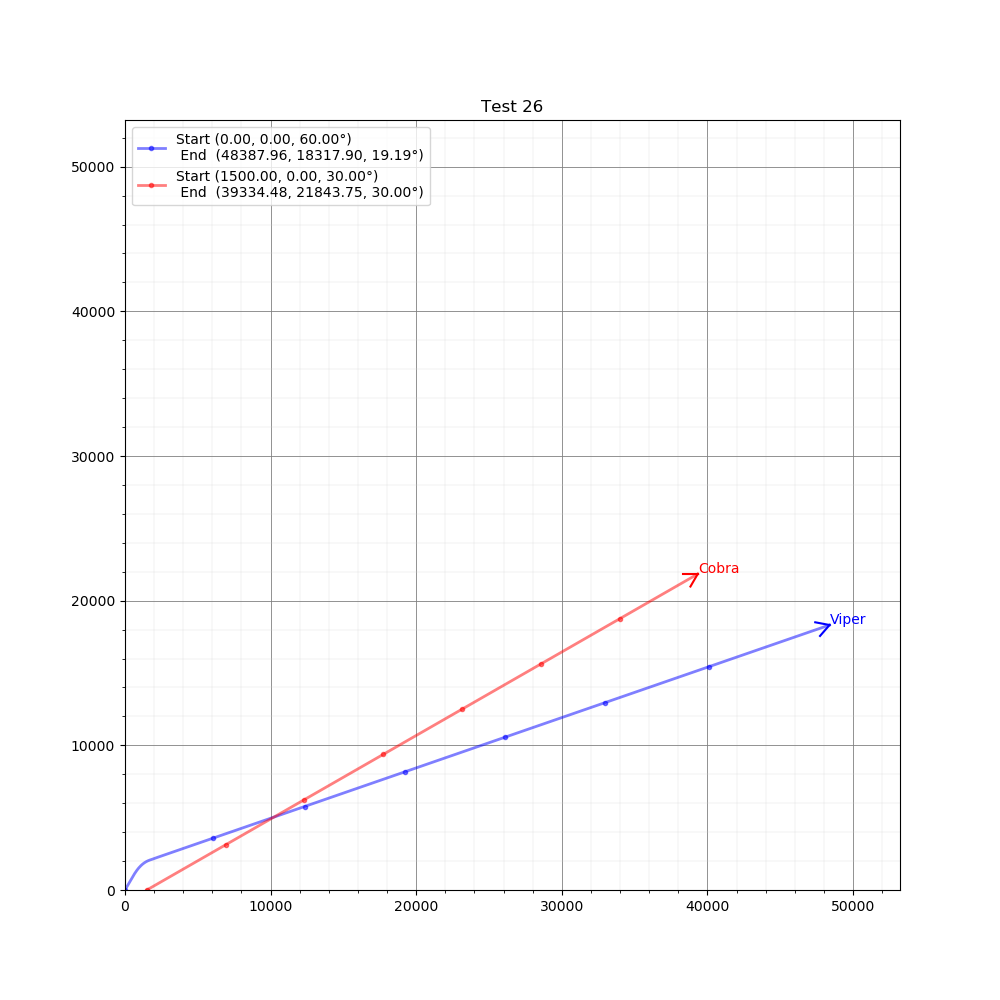 Test 26
Start (0.00, 0.00, 60.00°)
End (48387.96, 18317.90, 19.19°)
Start (1500.00, 0.00, 30.00°)
End (39334.48, 21843.75, 30.00°)
50000
40000
30000
20000
10000
0
Cobra
Viper
0 10000 20000 30000 40000 50000